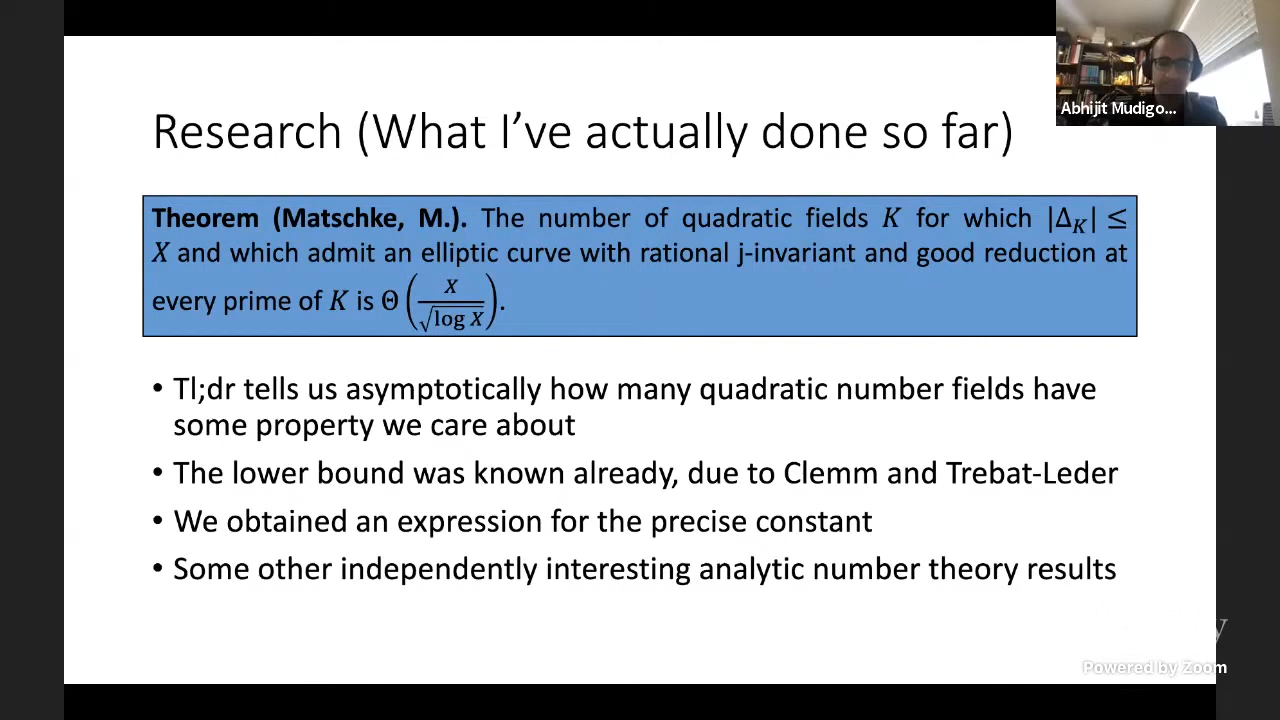 Abhijit Mudigo...
Research (What I've actually done so far)
Theorem (Matschke, M.). The number of quadratic fields K for which |Δ_K| ≤
X and which admit an elliptic curve with rational j-invariant and good reduction at
every prime of K is Θ(X/√log X).
• Tl;dr tells us asymptotically how many quadratic number fields have
some property we care about
• The lower bound was known already, due to Clemm and Trebat-Leder
• We obtained an expression for the precise constant
• Some other independently interesting analytic number theory results
y
Powered by Zoom